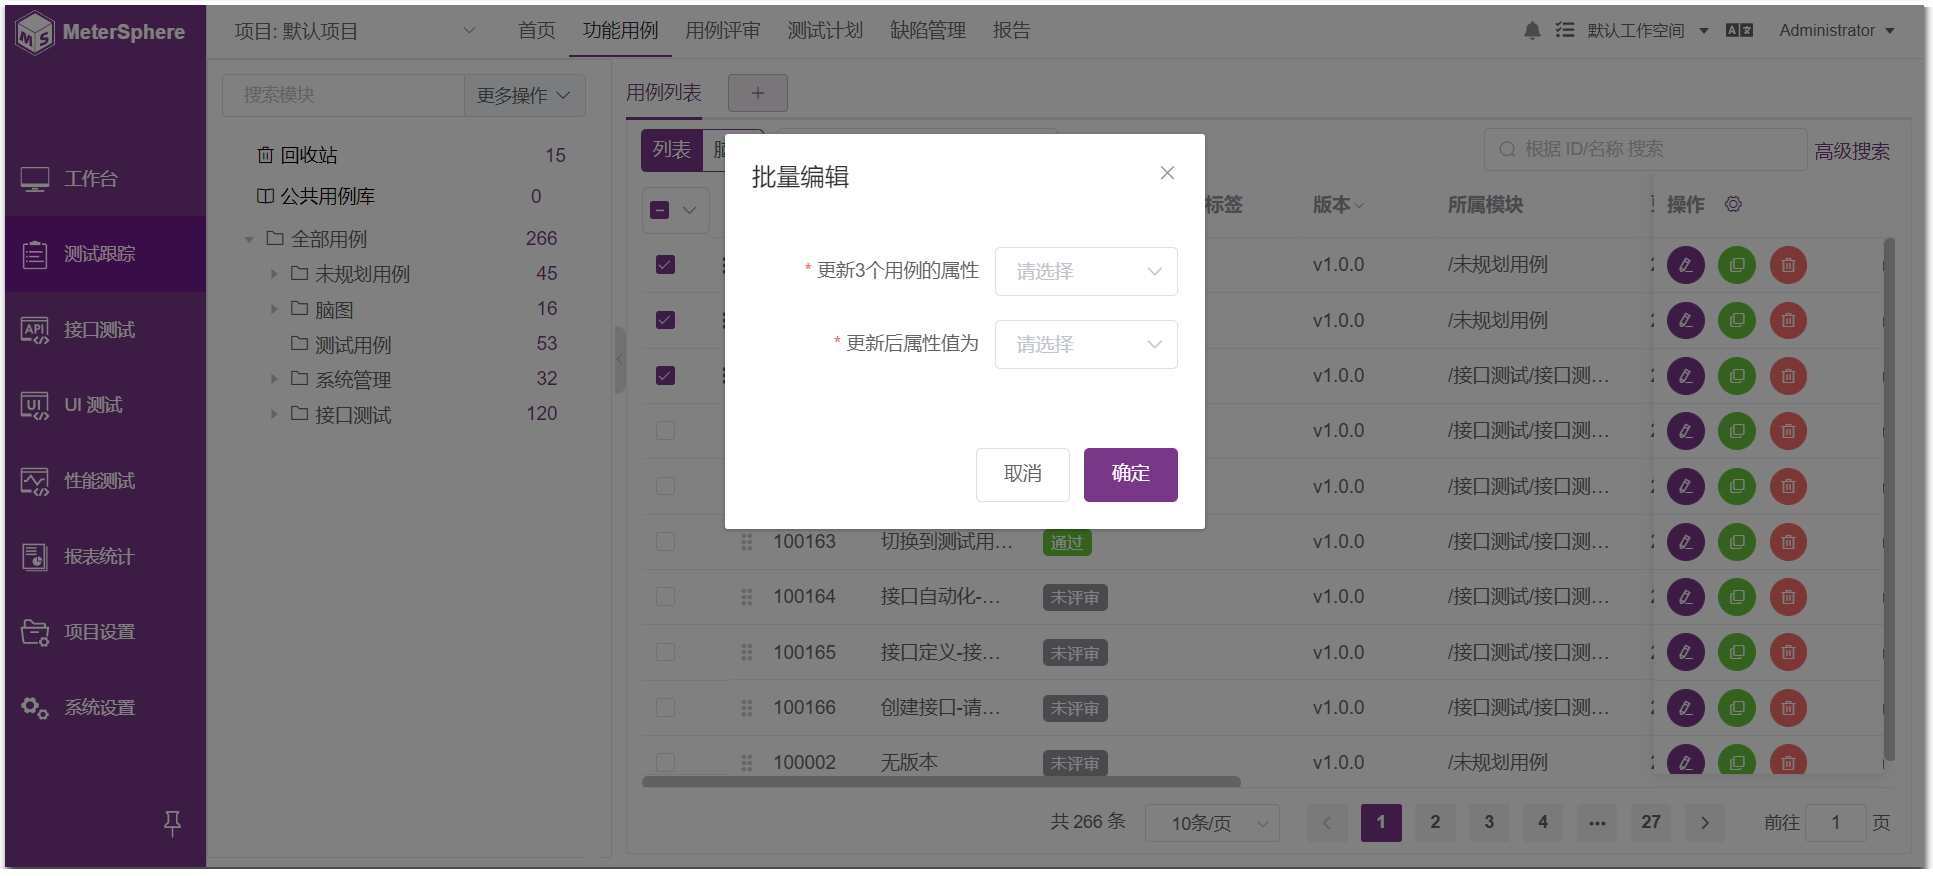 MeterSphere
项目: 默认项目
首页 功能用例 用例评审 测试计划 缺陷管理 报告
默认工作空间
Administrator
工作台
测试跟踪
接口测试
UI 测试
性能测试
报表统计
项目设置
系统设置
搜索模块 更多操作
回收站 15
公共用例库 0
全部用例 266
未规划用例 45
脑图 16
测试用例 53
系统管理 32
接口测试 120
用例列表 +
列表
根据 ID/名称 搜索 高级搜索
标签 版本 所属模块 操作
v1.0.0 /未规划用例
v1.0.0 /未规划用例
v1.0.0 /接口测试/接口测...
v1.0.0 /接口测试/接口测...
v1.0.0 /接口测试/接口测...
100163 切换到测试用... 通过 v1.0.0 /接口测试/接口测...
100164 接口自动化-... 未评审 v1.0.0 /接口测试/接口测...
100165 接口定义-接... 未评审 v1.0.0 /接口测试/接口测...
100166 创建接口-请... 未评审 v1.0.0 /接口测试/接口测...
100002 无版本 未评审 v1.0.0 /未规划用例
共 266 条 10条/页 1 2 3 4 ••• 27 前往 1 页
批量编辑
* 更新3个用例的属性 请选择
* 更新后属性值为 请选择
取消 确定